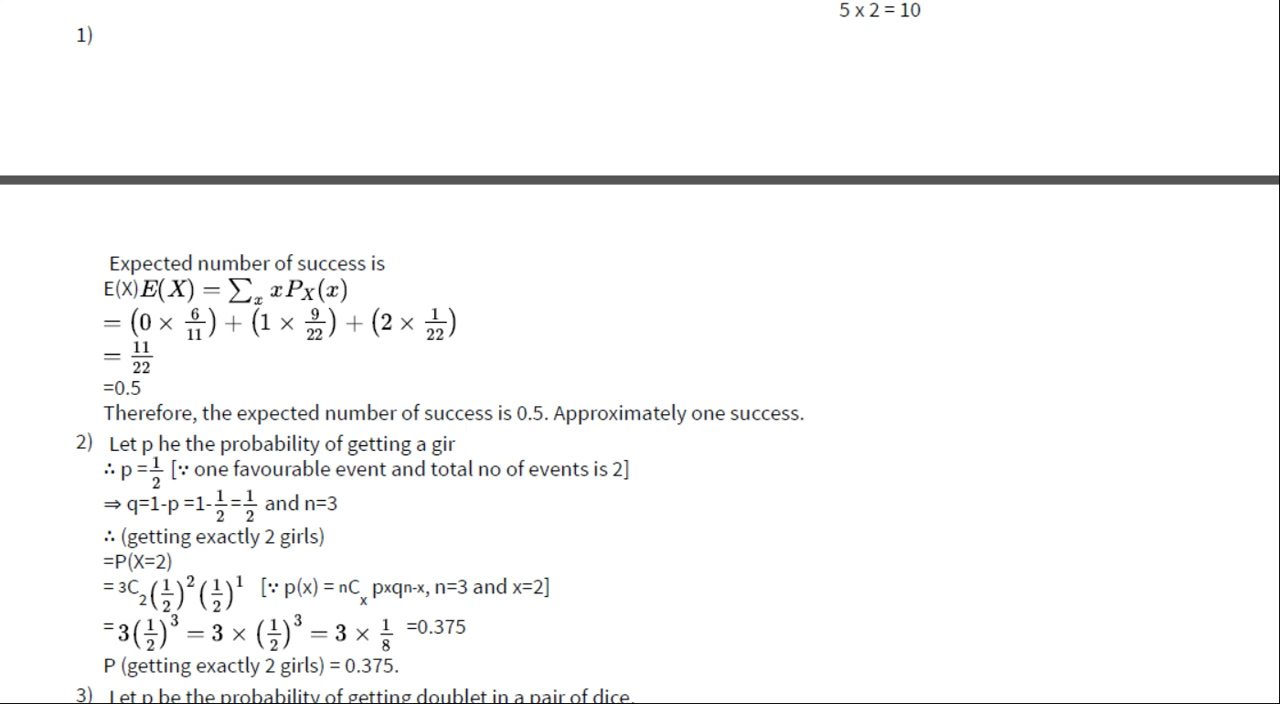 5 x 2 = 10
1)
Expected number of success is
E(X)E(X) = ∑ₓ xP_X(x)
= (0 × 6/11) + (1 × 9/22) + (2 × 1/22)
= 11/22
=0.5
Therefore, the expected number of success is 0.5. Approximately one success.
2) Let p he the probability of getting a gir
∴ p =1/2 [∵ one favourable event and total no of events is 2]
⇒ q=1-p =1-1/2=1/2 and n=3
∴ (getting exactly 2 girls)
=P(X=2)
= 3C₂(1/2)²(1/2)¹ [∵ p(x) = nCₓ pxqn-x, n=3 and x=2]
=3(1/2)³ = 3 × (1/2)³ = 3 × 1/8 =0.375
P (getting exactly 2 girls) = 0.375.
3) Let p be the probability of getting doublet in a pair of dice.